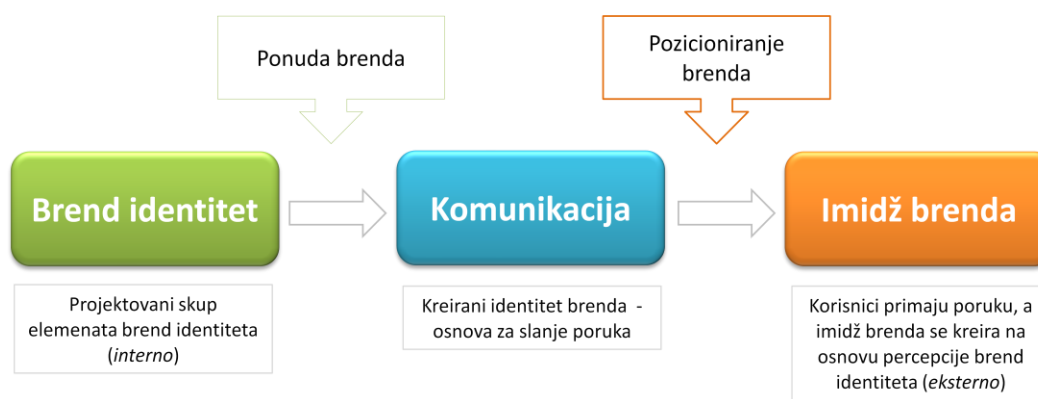 Ponuda brenda
Pozicioniranje
brenda
Brend identitet
Komunikacija
Imidž brenda
Projektovani skup
elemenata brend identiteta
(interno)
Kreirani identitet brenda -
osnova za slanje poruka
Korisnici primaju poruku, a
imidž brenda se kreira na
osnovu percepcije brend
identiteta (eksterno)